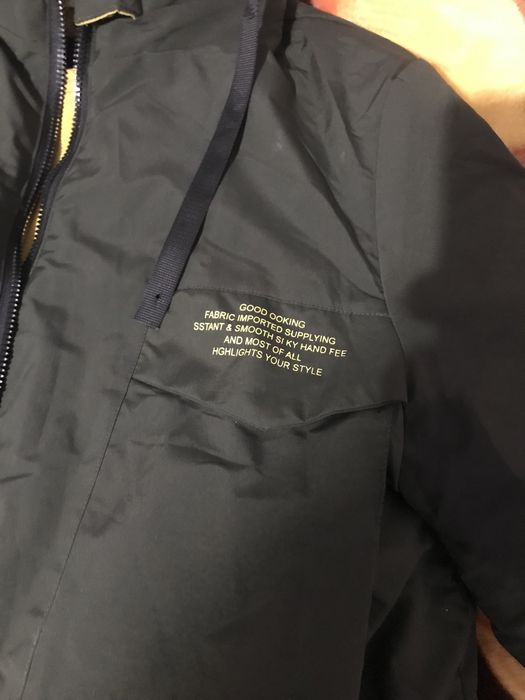 GOOD OOKING
FABRIC IMPORTED SUPPLYING
SSTANT & SMOOTH SI KY HAND FEE
AND MOST OF ALL
HGHLIGHTS YOUR STYLE